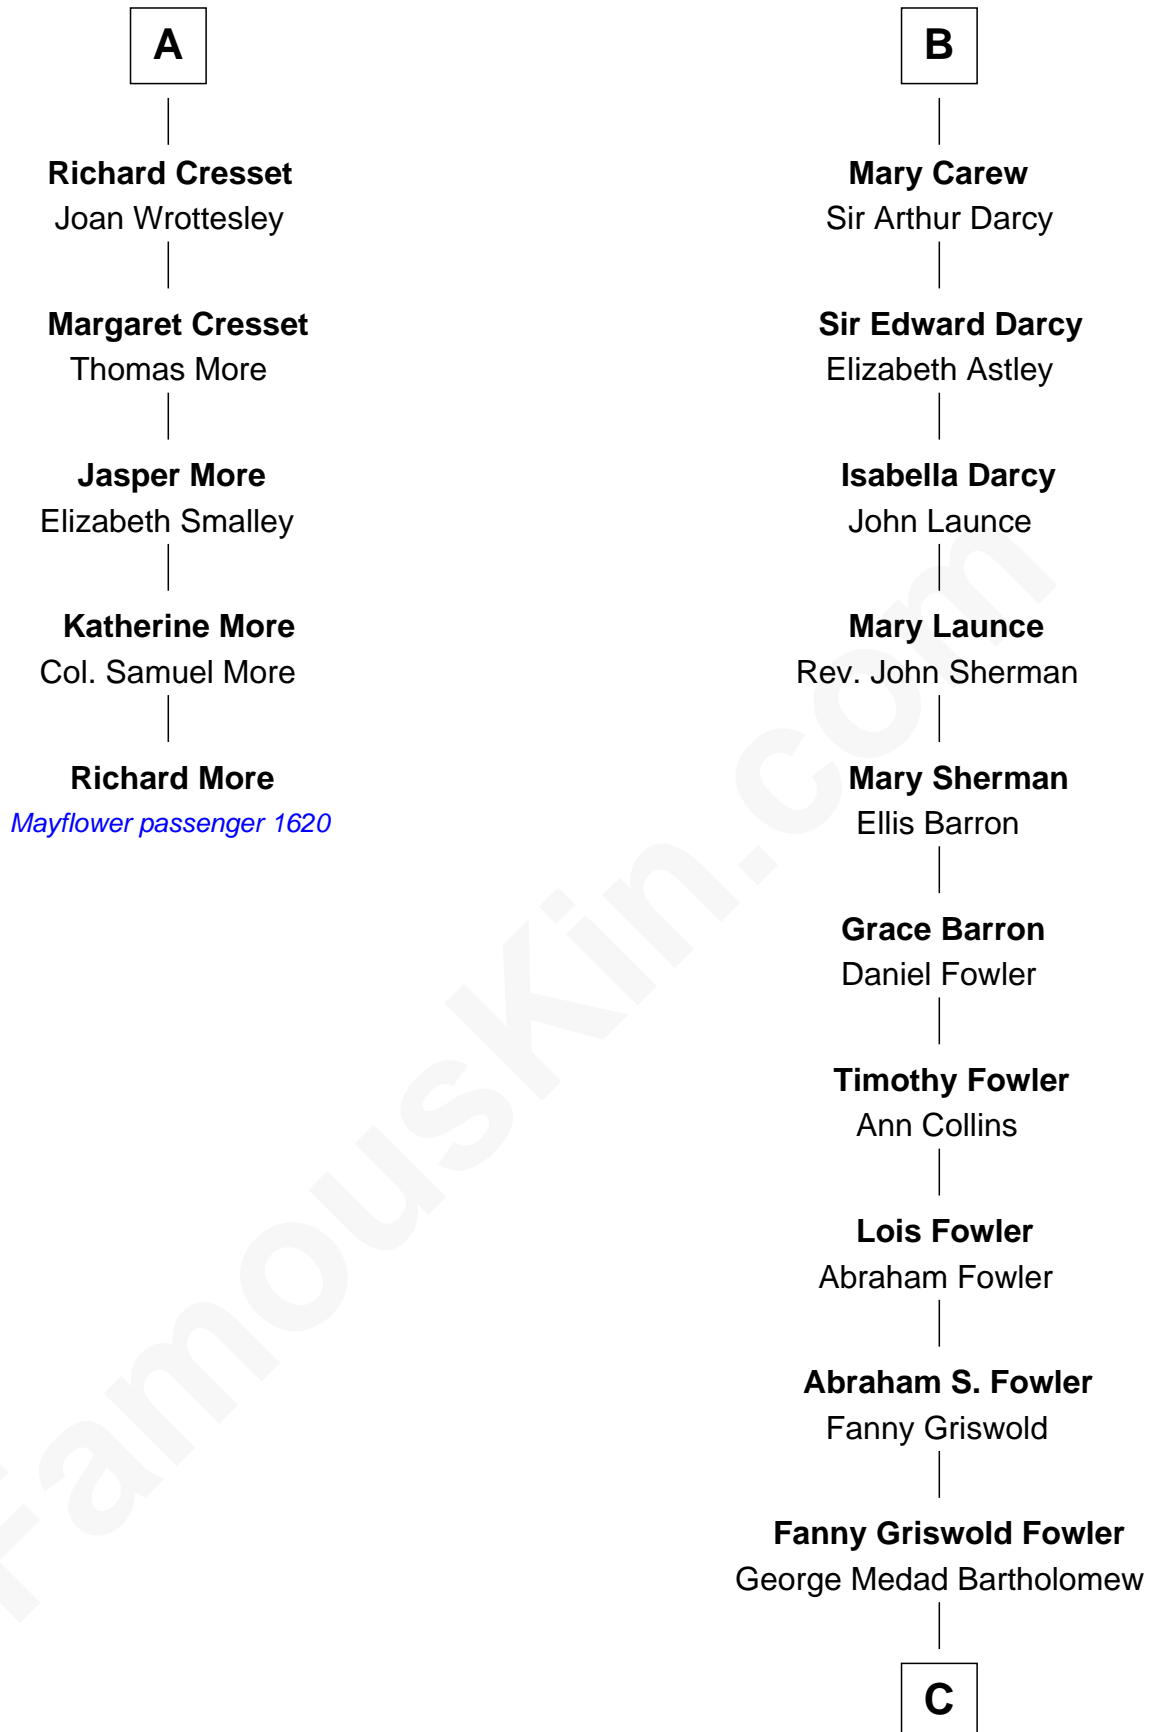 A
Richard Cresset
Joan Wrottesley
Margaret Cresset
Thomas More
Jasper More
Elizabeth Smalley
Katherine More
Col. Samuel More
Richard More
Mayflower passenger 1620
B
Mary Carew
Sir Arthur Darcy
Sir Edward Darcy
Elizabeth Astley
Isabella Darcy
John Launce
Mary Launce
Rev. John Sherman
Mary Sherman
Ellis Barron
Grace Barron
Daniel Fowler
Timothy Fowler
Ann Collins
Lois Fowler
Abraham Fowler
Abraham S. Fowler
Fanny Griswold
Fanny Griswold Fowler
George Medad Bartholomew
C
FamousKin.com